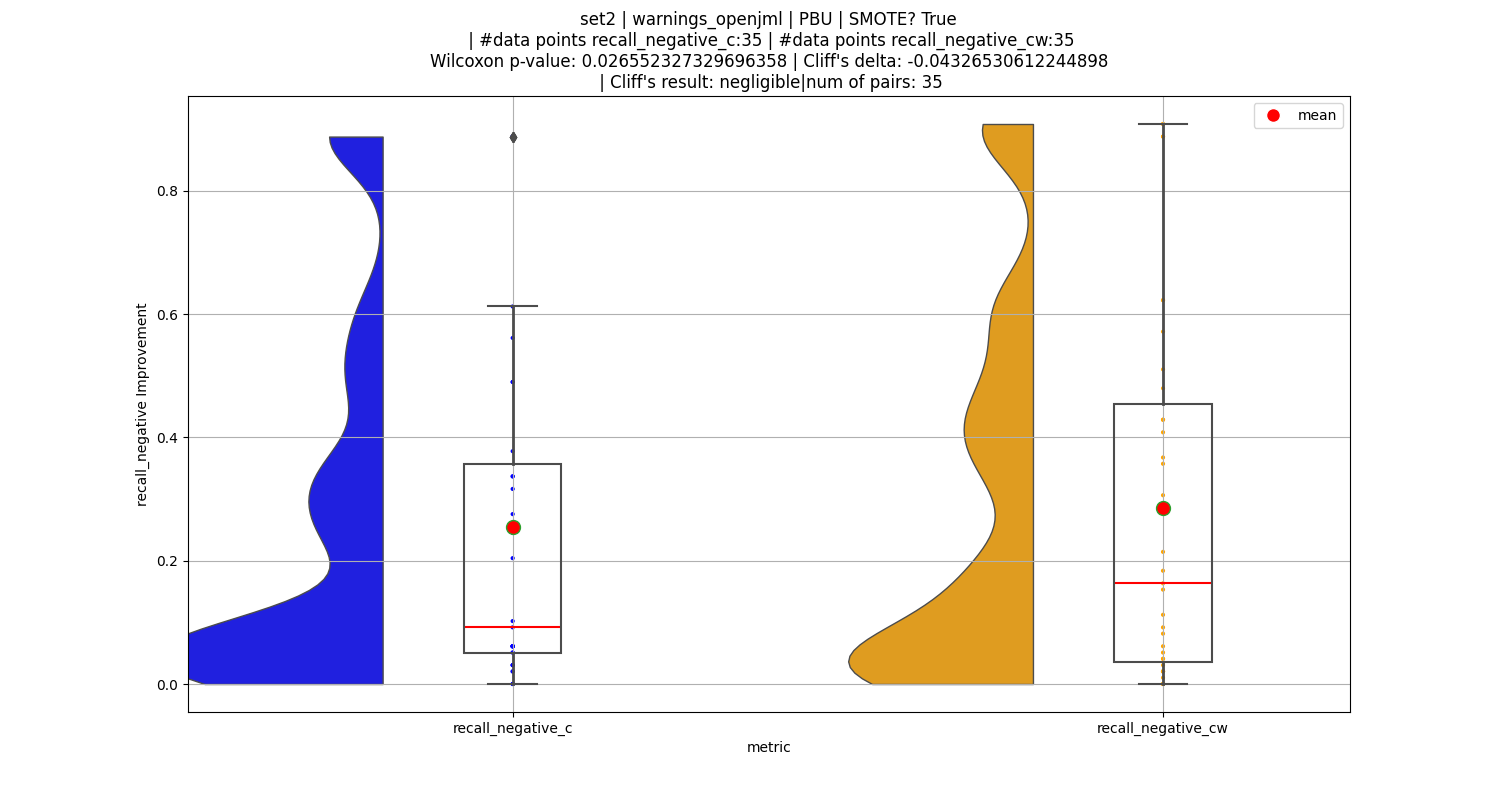 set2 | warnings_openjml | PBU | SMOTE? True
| #data points recall_negative_c:35 | #data points recall_negative_cw:35
Wilcoxon p-value: 0.026552327329696358 | Cliff's delta: -0.04326530612244898
| Cliff's result: negligible|num of pairs: 35
mean
recall_negative Improvement
0.8
0.6
0.4
0.2
0.0
recall_negative_c
recall_negative_cw
metric